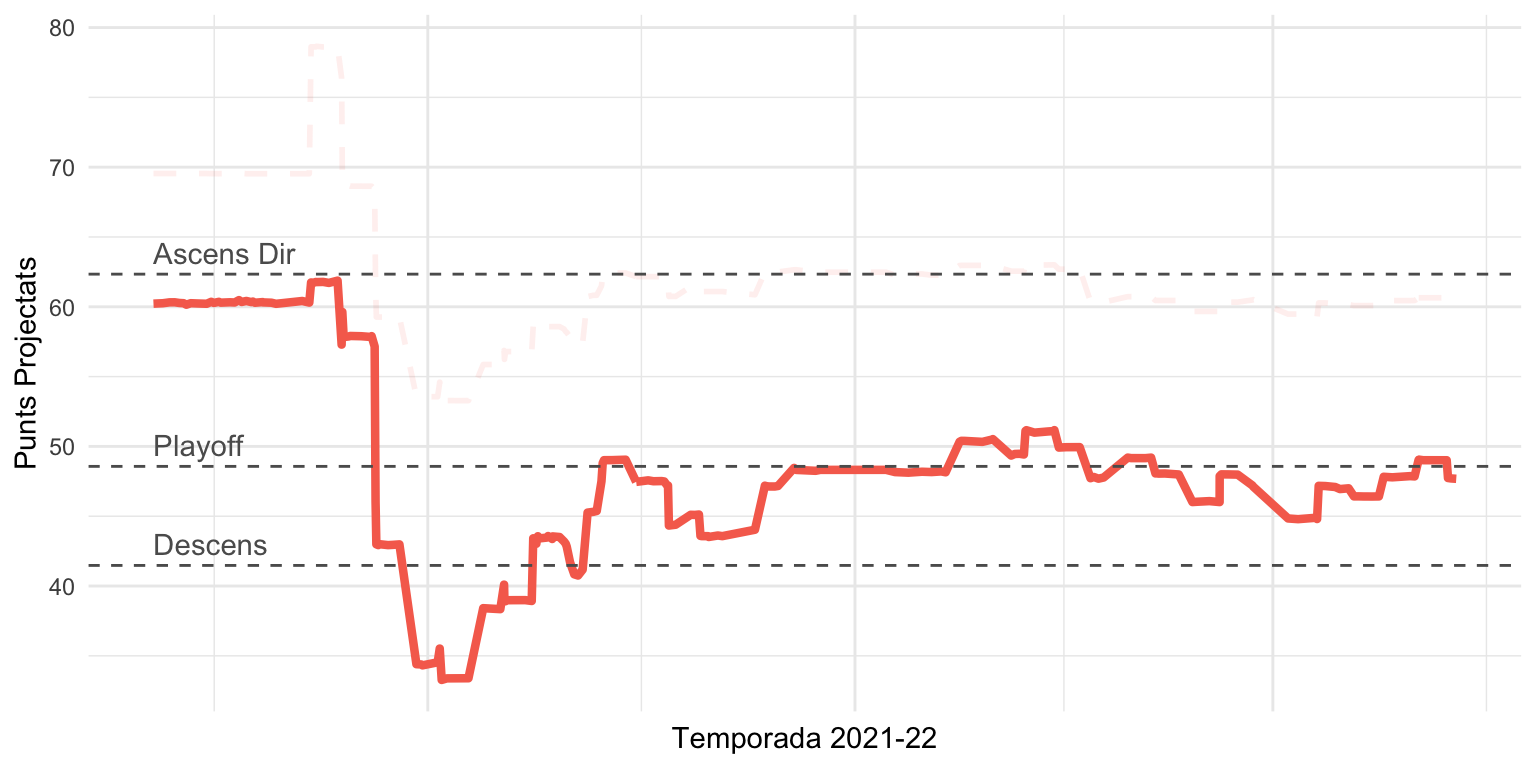 80
70
60
50
40
Punts Projectats
Ascens Dir
Playoff
Descens
Temporada 2021-22